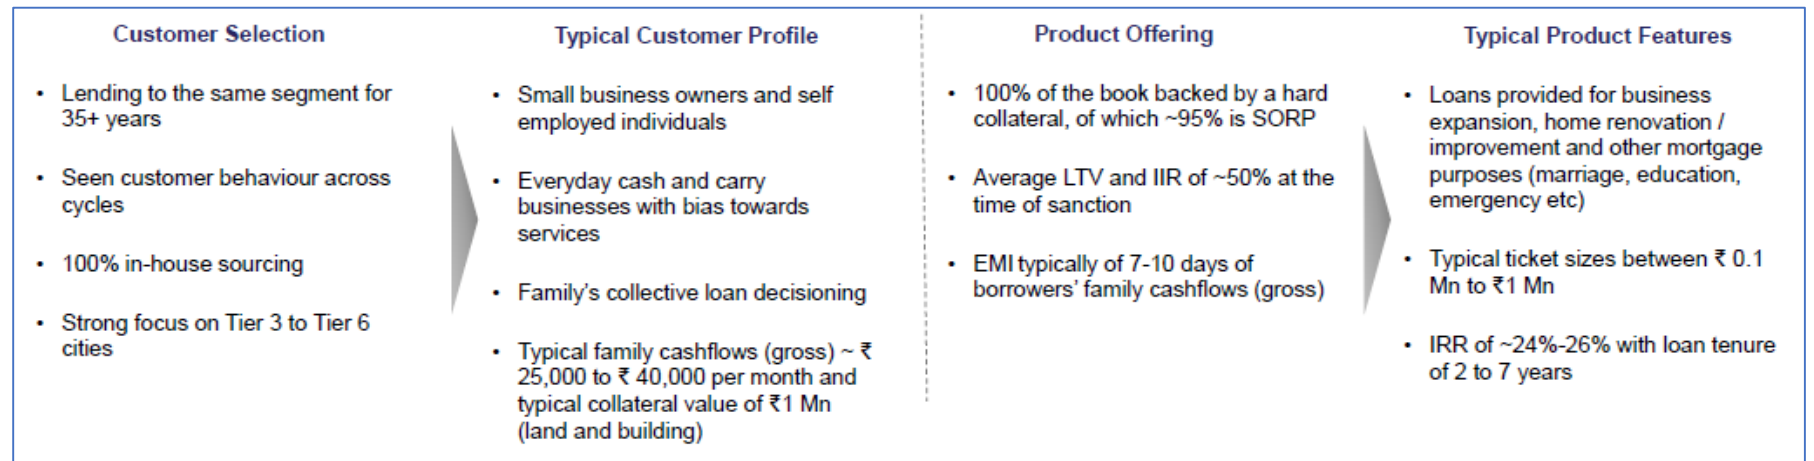 Customer Selection
• Lending to the same segment for
35+ years
• Seen customer behaviour across
cycles
• 100% in-house sourcing
• Strong focus on Tier 3 to Tier 6
cities
Typical Customer Profile
• Small business owners and self
employed individuals
• Everyday cash and carry
businesses with bias towards
services
• Family's collective loan decisioning
• Typical family cashflows (gross) ~ ₹
25,000 to ₹ 40,000 per month and
typical collateral value of ₹1 Mn
(land and building)
Product Offering
• 100% of the book backed by a hard
collateral, of which ~95% is SORP
• Average LTV and IIR of ~50% at the
time of sanction
• EMI typically of 7-10 days of
borrowers' family cashflows (gross)
Typical Product Features
• Loans provided for business
expansion, home renovation /
improvement and other mortgage
purposes (marriage, education,
emergency etc)
• Typical ticket sizes between ₹ 0.1
Mn to ₹1 Mn
• IRR of ~24%-26% with loan tenure
of 2 to 7 years